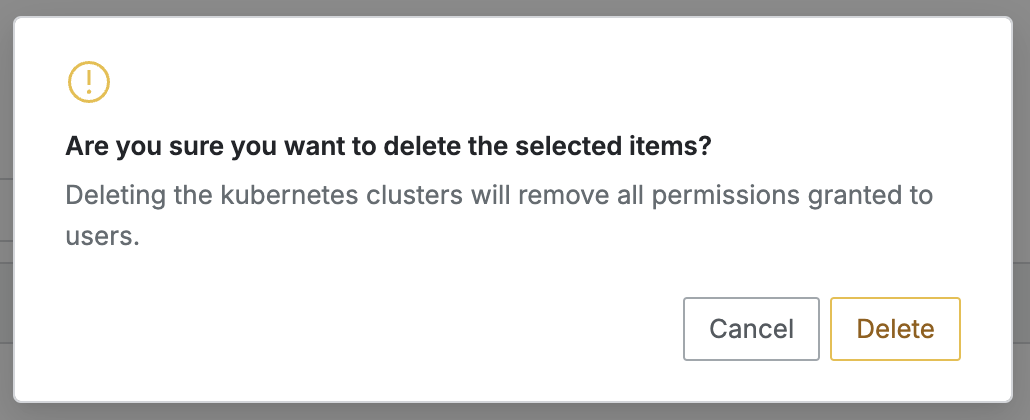 Are you sure you want to delete the selected items?
Deleting the kubernetes clusters will remove all permissions granted to
users.
Cancel
Delete